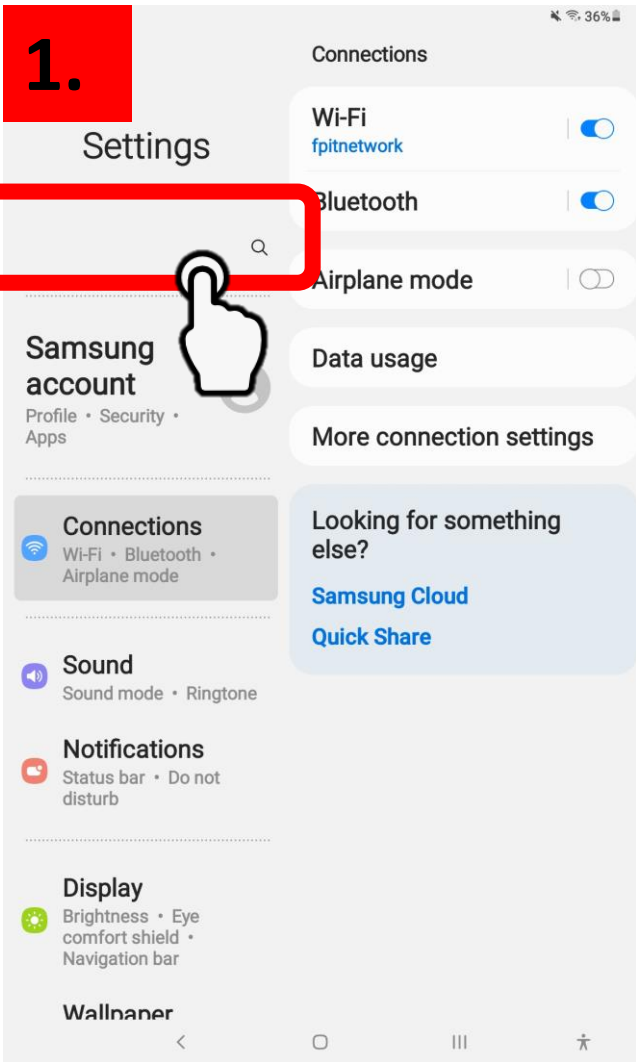 36%
1.
Settings
Samsung
account
Profile • Security •
Apps
Connections
Wi-Fi • Bluetooth •
Airplane mode
Sound
Sound mode • Ringtone
Notifications
Status bar • Do not
disturb
Display
Brightness • Eye
comfort shield •
Navigation bar
Wallpaper
Connections
Wi-Fi
fpitnetwork
Bluetooth
Airplane mode
Data usage
More connection settings
Looking for something
else?
Samsung Cloud
Quick Share